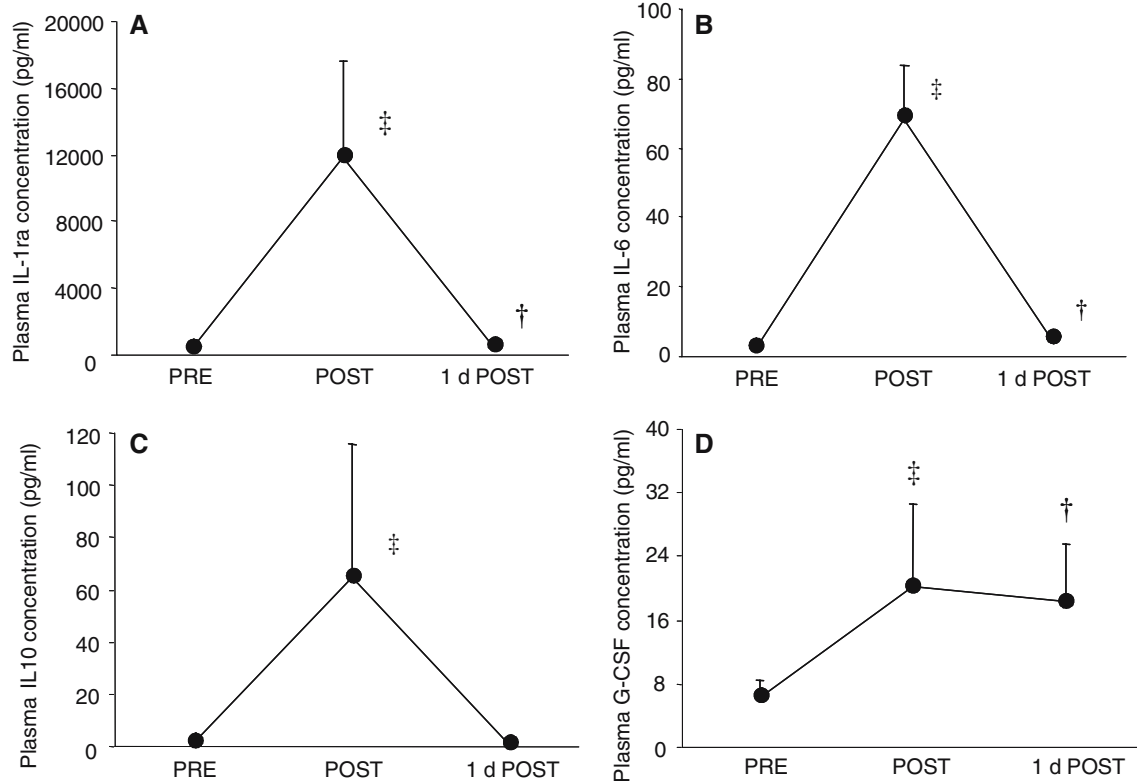 A
Plasma IL-1ra concentration (pg/ml)
20000
16000
12000
8000
4000
0
‡
†
PRE POST 1 d POST
B
Plasma IL-6 concentration (pg/ml)
100
80
60
40
20
0
‡
†
PRE POST 1 d POST
C
Plasma IL10 concentration (pg/ml)
120
100
80
60
40
20
0
‡
PRE POST 1 d POST
D
Plasma G-CSF concentration (pg/ml)
40
32
24
16
8
0
‡
†
PRE POST 1 d POST